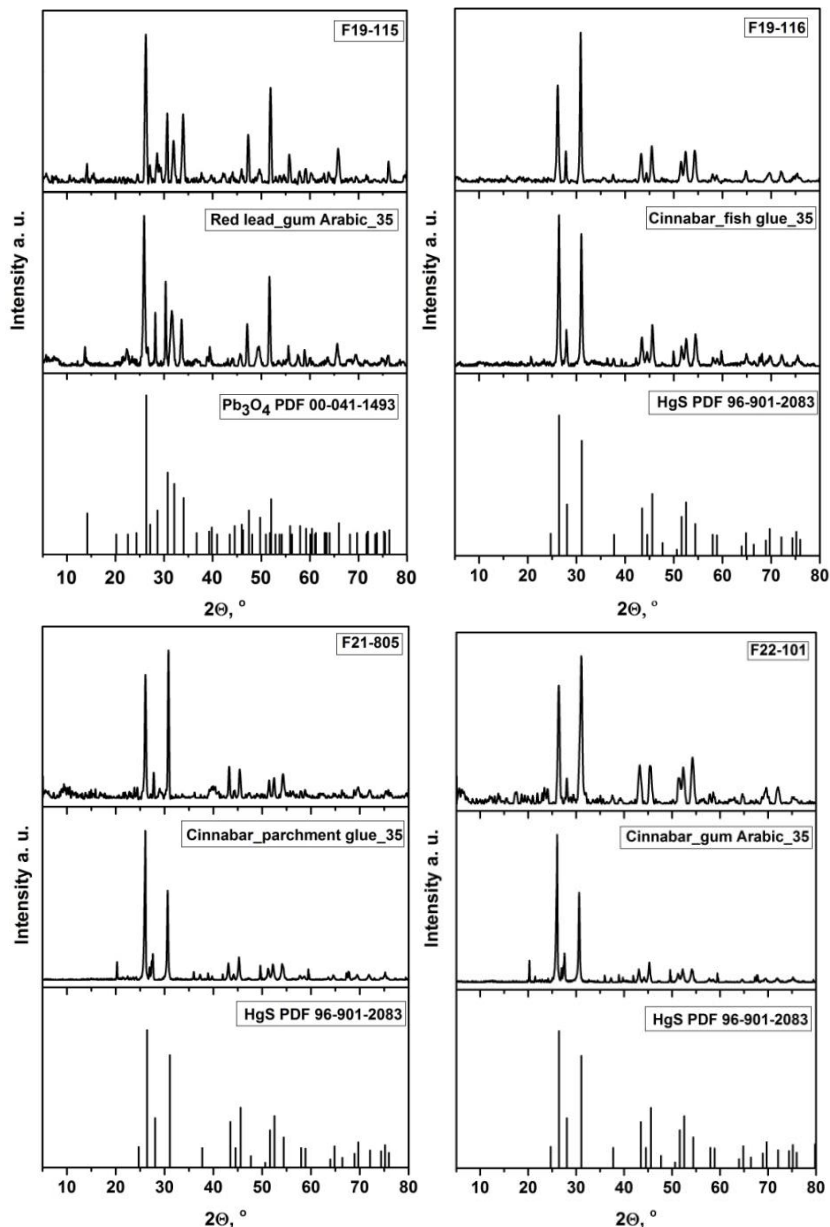 F19-115
Red lead_gum Arabic_35
Pb₃O₄ PDF 00-041-1493
Intensity a. u.
10 20 30 40 50 60 70 80
2Θ, °
F19-116
Cinnabar_fish glue_35
HgS PDF 96-901-2083
Intensity a. u.
10 20 30 40 50 60 70 80
2Θ, °
F21-805
Cinnabar_parchment glue_35
HgS PDF 96-901-2083
Intensity a. u.
10 20 30 40 50 60 70 80
2Θ, °
F22-101
Cinnabar_gum Arabic_35
HgS PDF 96-901-2083
Intensity a. u.
10 20 30 40 50 60 70 80
2Θ, °